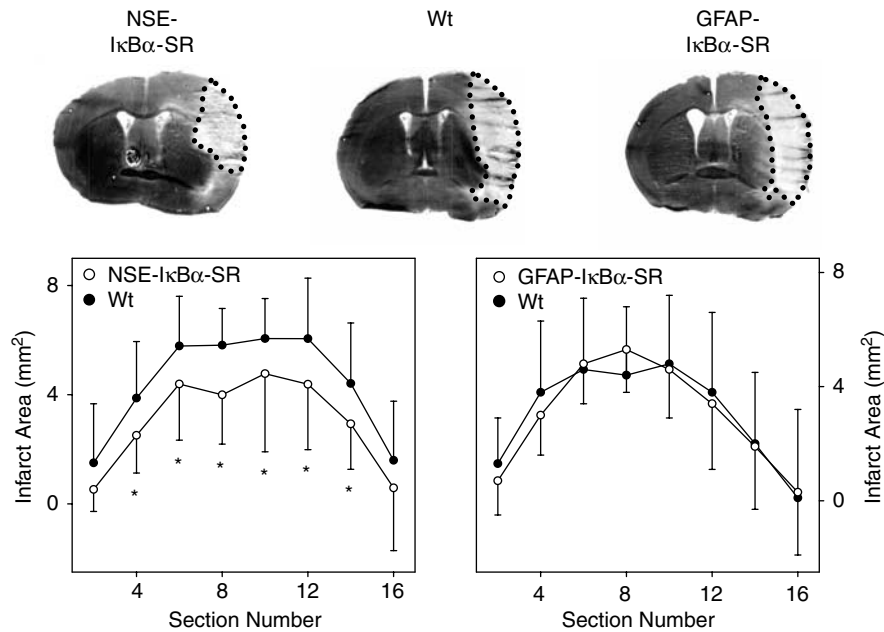 NSE-
IκBα-SR
Wt
GFAP-
IκBα-SR
NSE-IκBα-SR
Wt
8
4
0
Infarct Area (mm²)
* * * * * *
4 8 12 16
Section Number
GFAP-IκBα-SR
Wt
8
4
0
Infarct Area (mm²)
4 8 12 16
Section Number